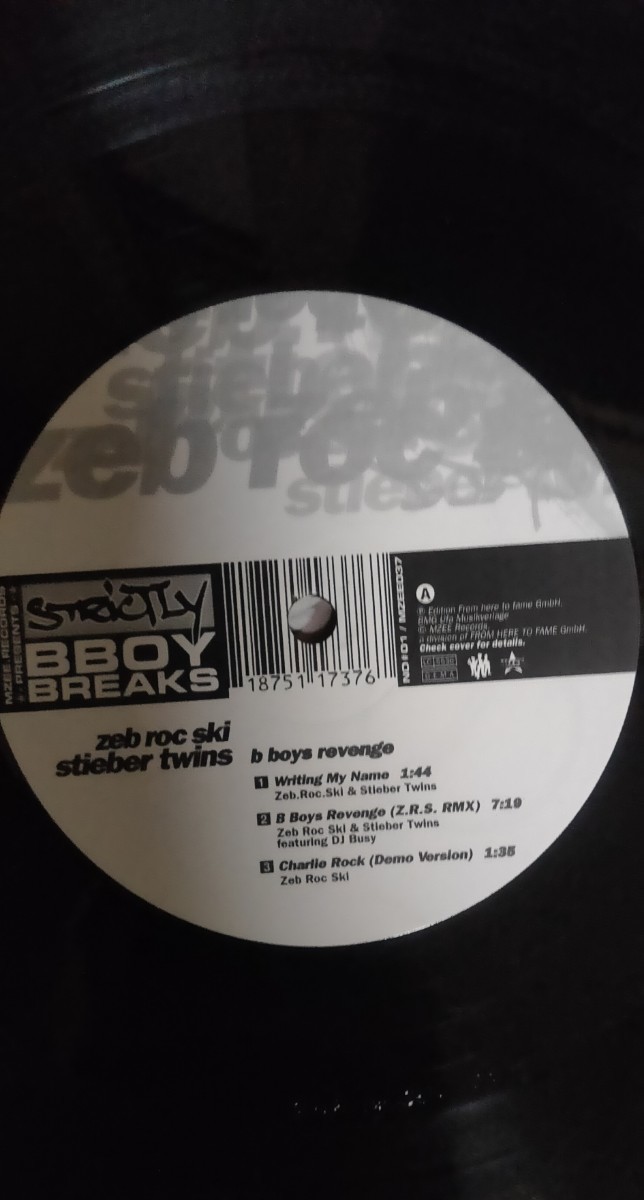 stieber
zeb roc
stieber
MZEE RECORDS
PRESENTS
STRICTLY
BBOY
BREAKS
18751 17376
NO#01 / MZEE037
A
℗ Edition From here to fame GmbH.
BMG Ufa Musikverlage
© MZEE Records
a division of FROM HERE TO FAME GmbH.
Check cover for details.
GEMA
zeb roc ski
stieber twins
b boys revenge
1 Writing My Name 1:44
Zeb.Roc.Ski & Stieber Twins
2 B Boys Revenge (Z.R.S. RMX) 7:19
Zeb Roc Ski & Stieber Twins
featuring DJ Busy
3 Charlie Rock (Demo Version) 1:35
Zeb Roc Ski